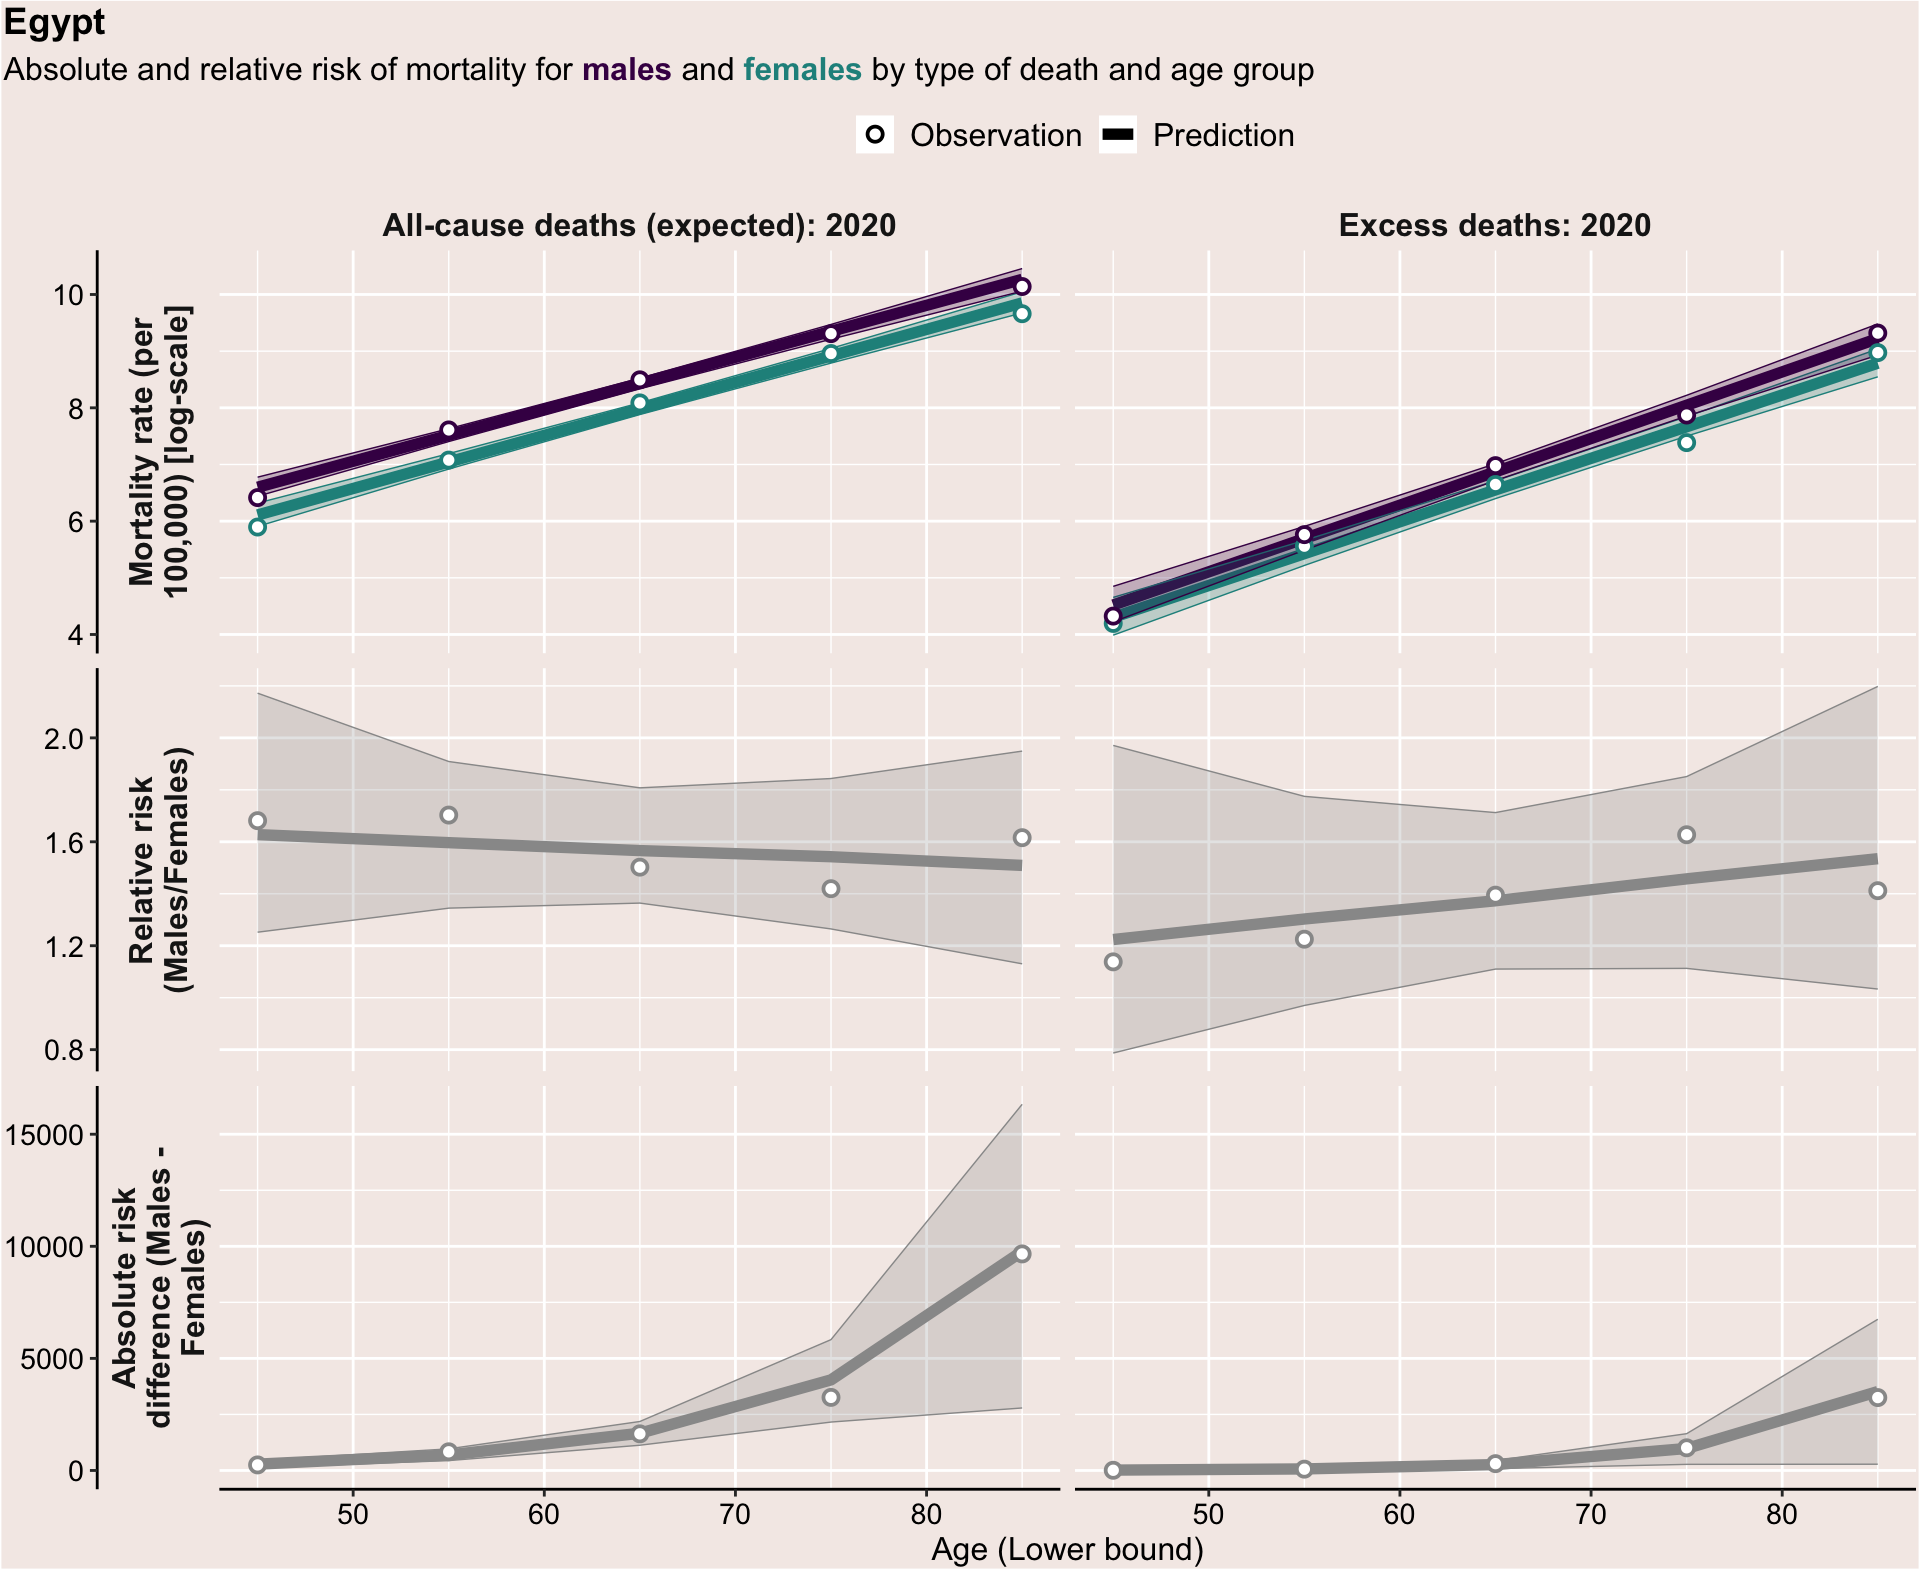 Egypt
Absolute and relative risk of mortality for males and females by type of death and age group
Observation Prediction
All-cause deaths (expected): 2020
Excess deaths: 2020
Mortality rate (per
100,000) [log-scale]
10
8
6
4
Relative risk
(Males/Females)
2.0
1.6
1.2
0.8
Absolute risk
difference (Males -
Females)
15000
10000
5000
0
50 60 70 80
50 60 70 80
Age (Lower bound)